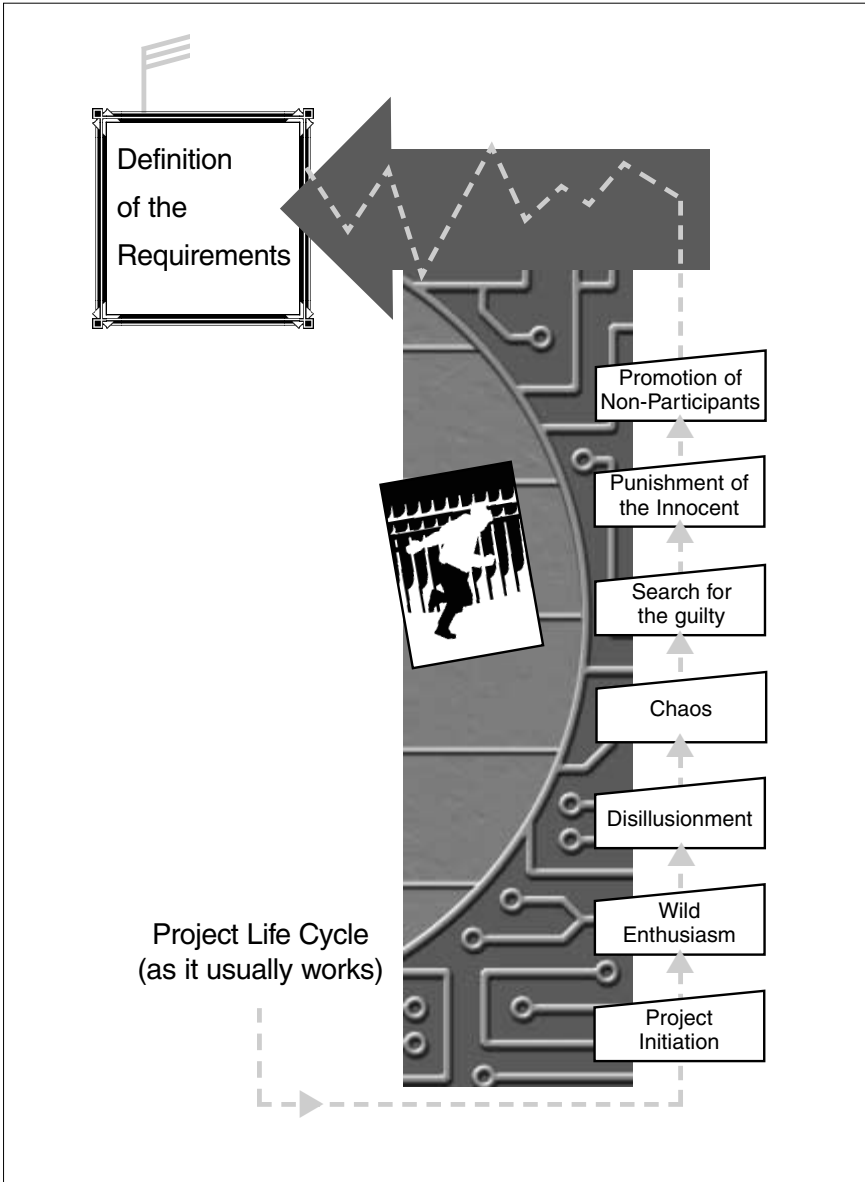 Definition
of the
Requirements
Promotion of
Non-Participants
Punishment of
the Innocent
Search for
the guilty
Chaos
Disillusionment
Wild
Enthusiasm
Project
Initiation
Project Life Cycle
(as it usually works)